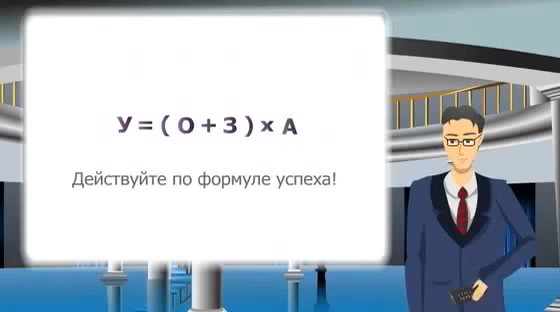 У = ( О + З ) х А
Действуйте по формуле успеха!